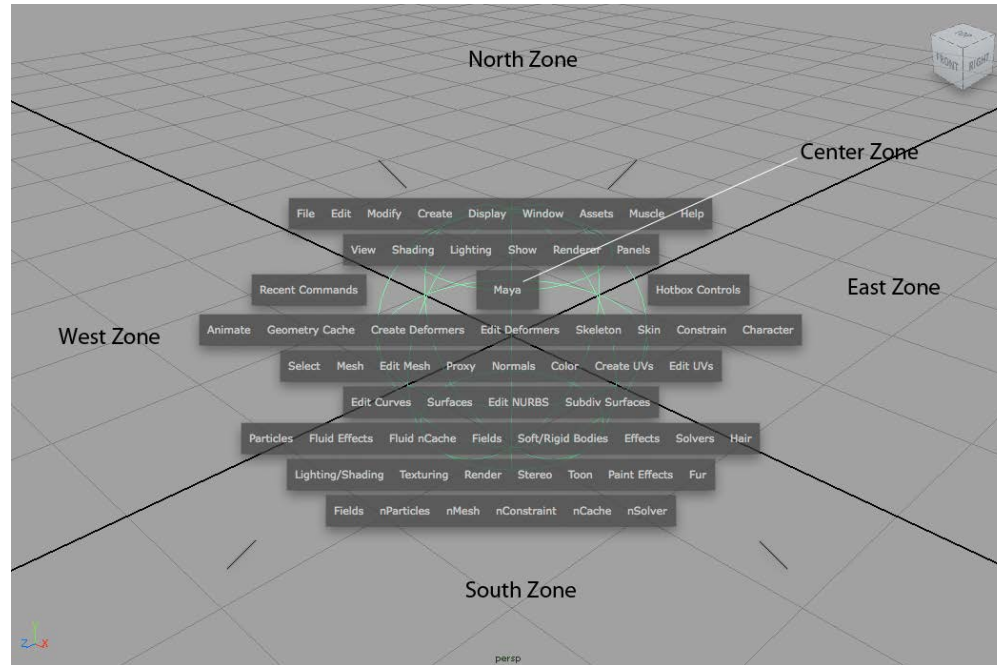 North Zone
TOP
FRONT RIGHT
Center Zone
File Edit Modify Create Display Window Assets Muscle Help
View Shading Lighting Show Renderer Panels
Recent Commands Maya Hotbox Controls
East Zone
West Zone
Animate Geometry Cache Create Deformers Edit Deformers Skeleton Skin Constrain Character
Select Mesh Edit Mesh Proxy Normals Color Create UVs Edit UVs
Edit Curves Surfaces Edit NURBS Subdiv Surfaces
Particles Fluid Effects Fluid nCache Fields Soft/Rigid Bodies Effects Solvers Hair
Lighting/Shading Texturing Render Stereo Toon Paint Effects Fur
Fields nParticles nMesh nConstraint nCache nSolver
South Zone
Y
Z X
persp